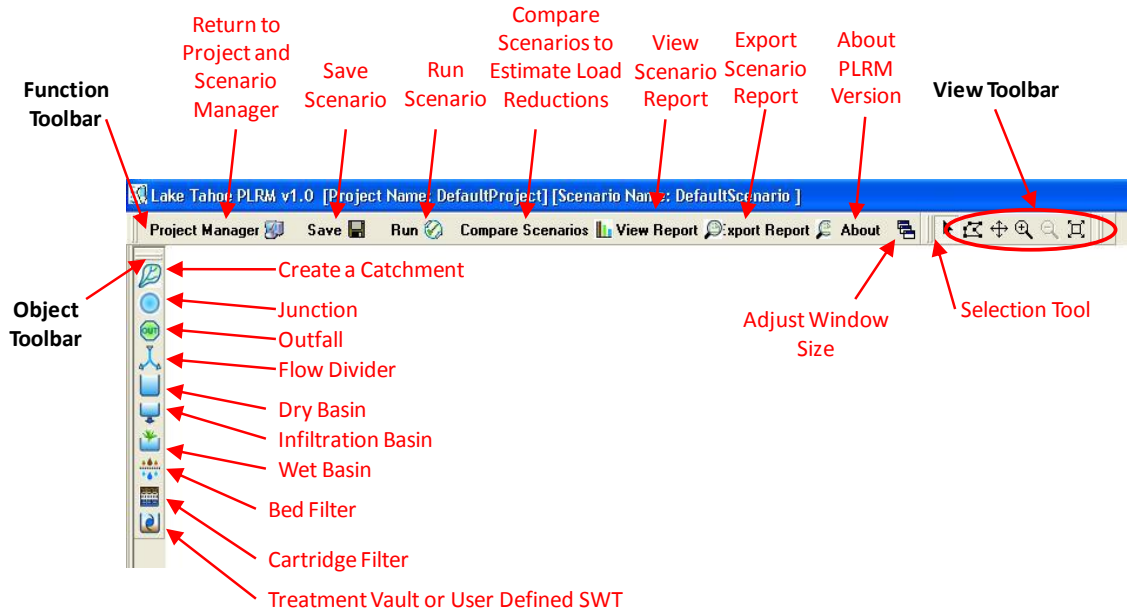 Function
Toolbar
Return to
Project and
Scenario
Manager
Save
Scenario
Run
Scenario
Compare
Scenarios to
Estimate Load
Reductions
View
Scenario
Report
Export
Scenario
Report
About
PLRM
Version
View Toolbar
Lake Tahoe PLRM v1.0 [Project Name: DefaultProject] [Scenario Name: DefaultScenario ]
Project Manager Save Run Compare Scenarios View Report Export Report About
Object
Toolbar
OUT
Create a Catchment
Junction
Outfall
Flow Divider
Dry Basin
Infiltration Basin
Wet Basin
Bed Filter
Cartridge Filter
Treatment Vault or User Defined SWT
Adjust Window
Size
Selection Tool